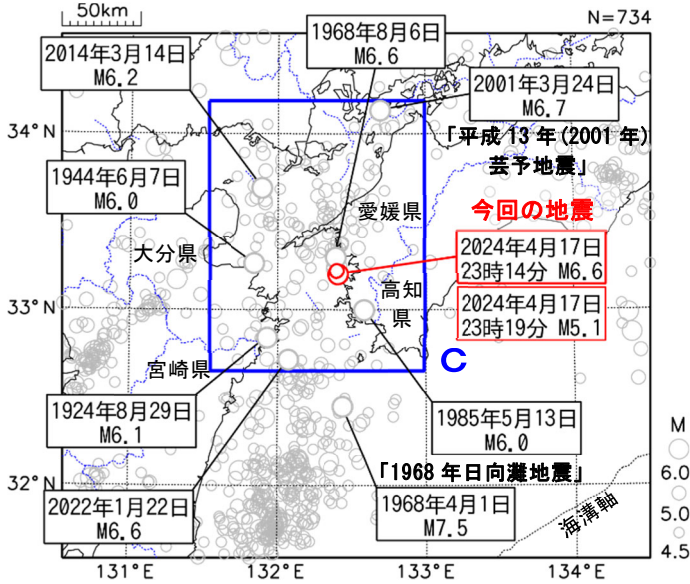 50km
N=734
1968年8月6日
M6.6
2014年3月14日
M6.2
2001年3月24日
M6.7
34°N
「平成13年(2001年)
芸予地震」
1944年6月7日
M6.0
愛媛県
今回の地震
大分県
2024年4月17日
23時14分 M6.6
高知
県
2024年4月17日
23時19分 M5.1
33°N
宮崎県
C
1924年8月29日
M6.1
1985年5月13日
M6.0
M
6.0
5.0
4.5
「1968年日向灘地震」
32°N
2022年1月22日
M6.6
1968年4月1日
M7.5
海溝軸
131°E
132°E
133°E
134°E